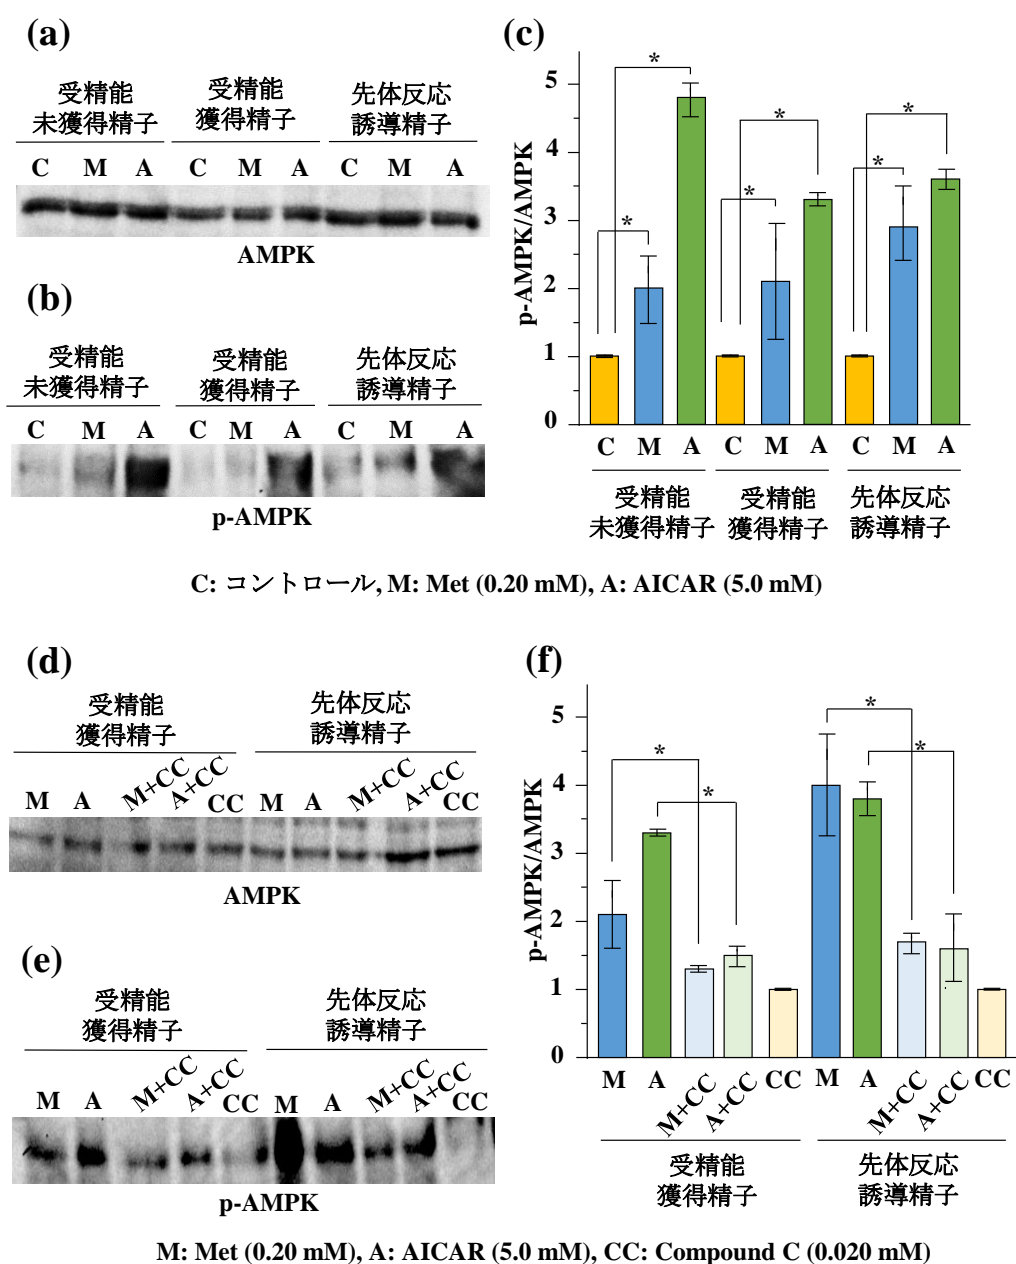 (a)
受精能 受精能 先体反応
未獲得精子 獲得精子 誘導精子
C M A C M A C M A
AMPK
(b)
受精能 受精能 先体反応
未獲得精子 獲得精子 誘導精子
C M A C M A C M A
p-AMPK
(c)
p-AMPK/AMPK
5
4
3
2
1
0
* * * * * *
C M A C M A C M A
受精能 受精能 先体反応
未獲得精子 獲得精子 誘導精子
C: コントロール, M: Met (0.20 mM), A: AICAR (5.0 mM)
(d)
受精能 先体反応
獲得精子 誘導精子
M A M+CC A+CC CC M A M+CC A+CC CC
AMPK
(e)
受精能 先体反応
獲得精子 誘導精子
M A M+CC A+CC CC M A M+CC A+CC CC
p-AMPK
(f)
p-AMPK/AMPK
5
4
3
2
1
0
* * * *
M A M+CC A+CC CC M A M+CC A+CC CC
受精能 先体反応
獲得精子 誘導精子
M: Met (0.20 mM), A: AICAR (5.0 mM), CC: Compound C (0.020 mM)